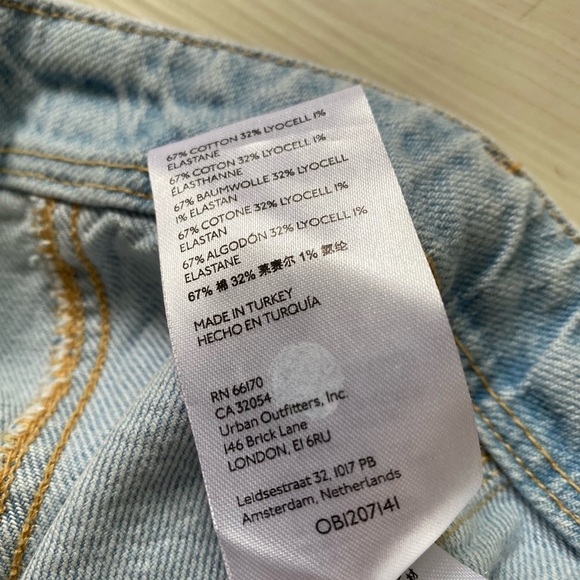 67% COTTON 32% LYOCELL 1%
ELASTANE
67% COTON 32% LYOCELL 1%
ÉLASTHANNE
67% BAUMWOLLE 32% LYOCELL
1% ELASTAN
67% COTONE 32% LYOCELL 1%
ELASTAN
67% ALGODÓN 32% LYOCELL 1%
ELASTANE
67% 棉 32% 莱赛尔 1% 氨纶
MADE IN TURKEY
HECHO EN TURQUÍA
RN 66170
CA 32054
Urban Outfitters, Inc.
146 Brick Lane
LONDON, E1 6RU
Leidsestraat 32, 1017 PB
Amsterdam, Netherlands
OB1207141